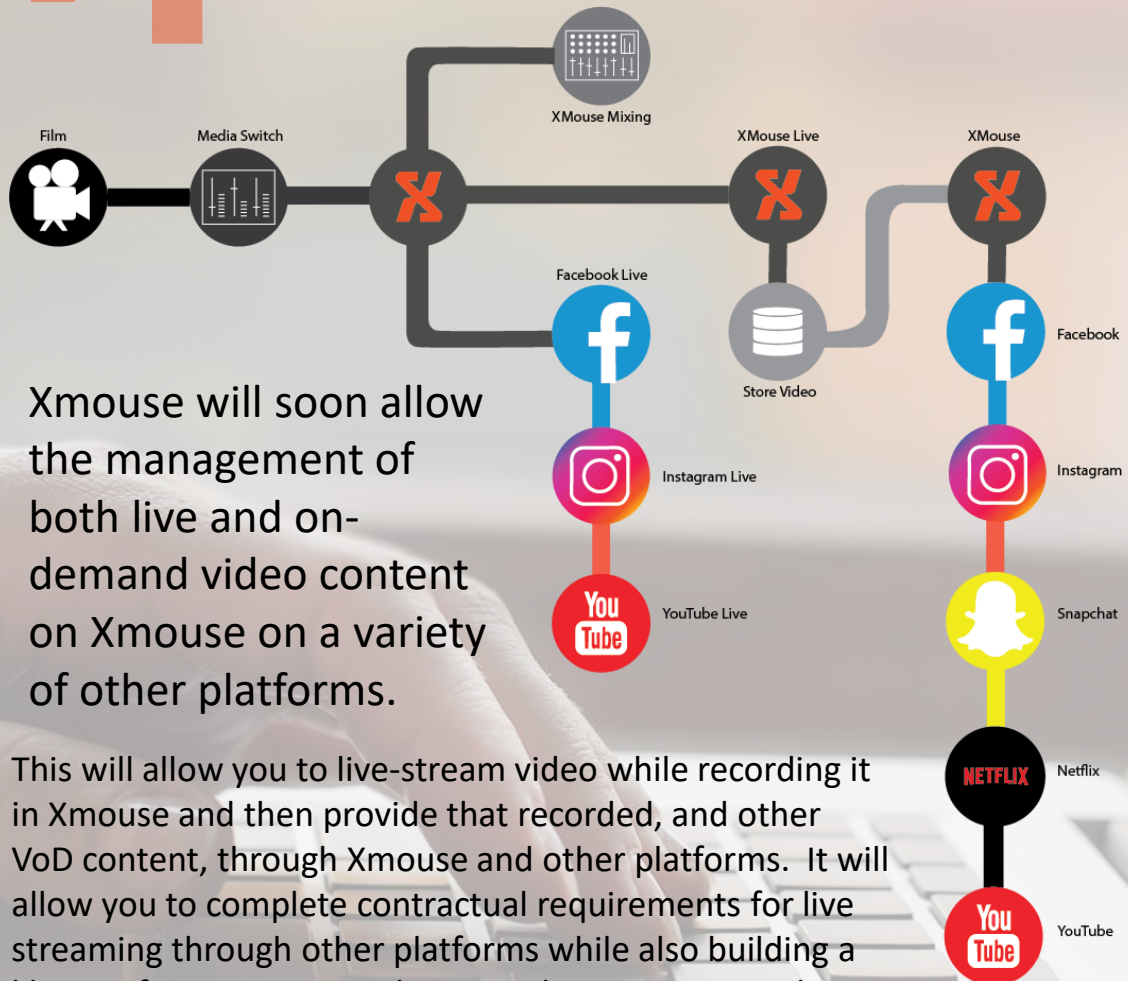 XMouse Mixing
Film
Media Switch
XMouse Live
XMouse
Facebook Live
Facebook
Store Video
Instagram Live
Instagram
You
Tube
YouTube Live
Snapchat
NETFLIX
Netflix
You
Tube
YouTube
Xmouse will soon allow
the management of
both live and on-
demand video content
on Xmouse on a variety
of other platforms.
This will allow you to live-stream video while recording it
in Xmouse and then provide that recorded, and other
VoD content, through Xmouse and other platforms.  It will
allow you to complete contractual requirements for live
streaming through other platforms while also building a